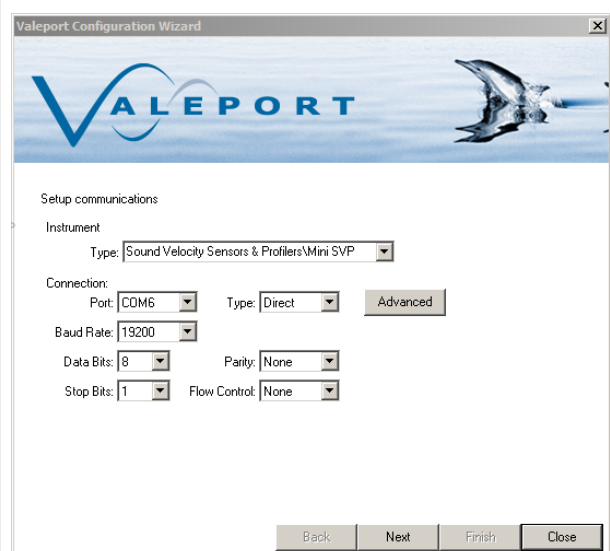 Valeport Configuration Wizard
VALEPORT
Setup communications
Instrument
Type: Sound Velocity Sensors & Profilers\Mini SVP
Connection:
Port: COM6 Type: Direct Advanced
Baud Rate: 19200
Data Bits: 8 Parity: None
Stop Bits: 1 Flow Control: None
Back Next Finish Close